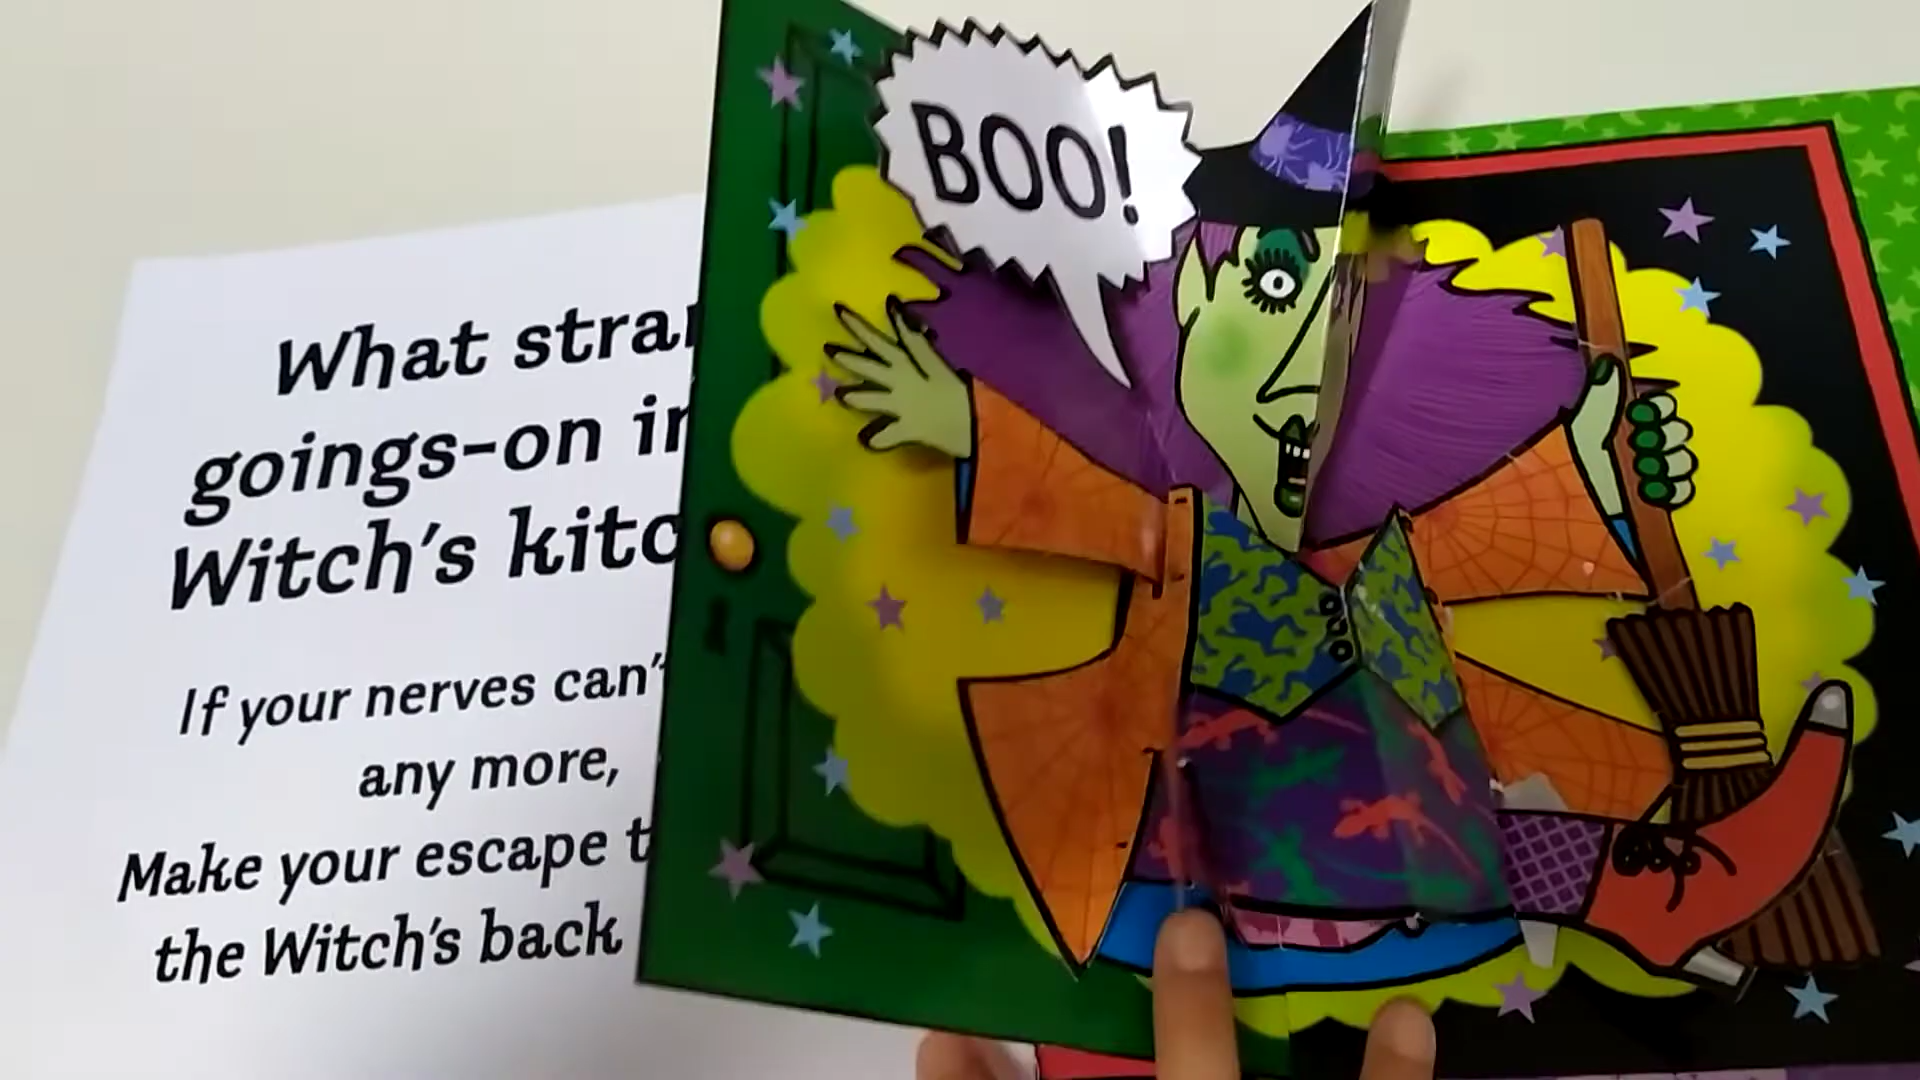 What stra
goings-on i
Witch's kitc
If your nerves can't
any more,
Make your escape t
the Witch's back
BOO!